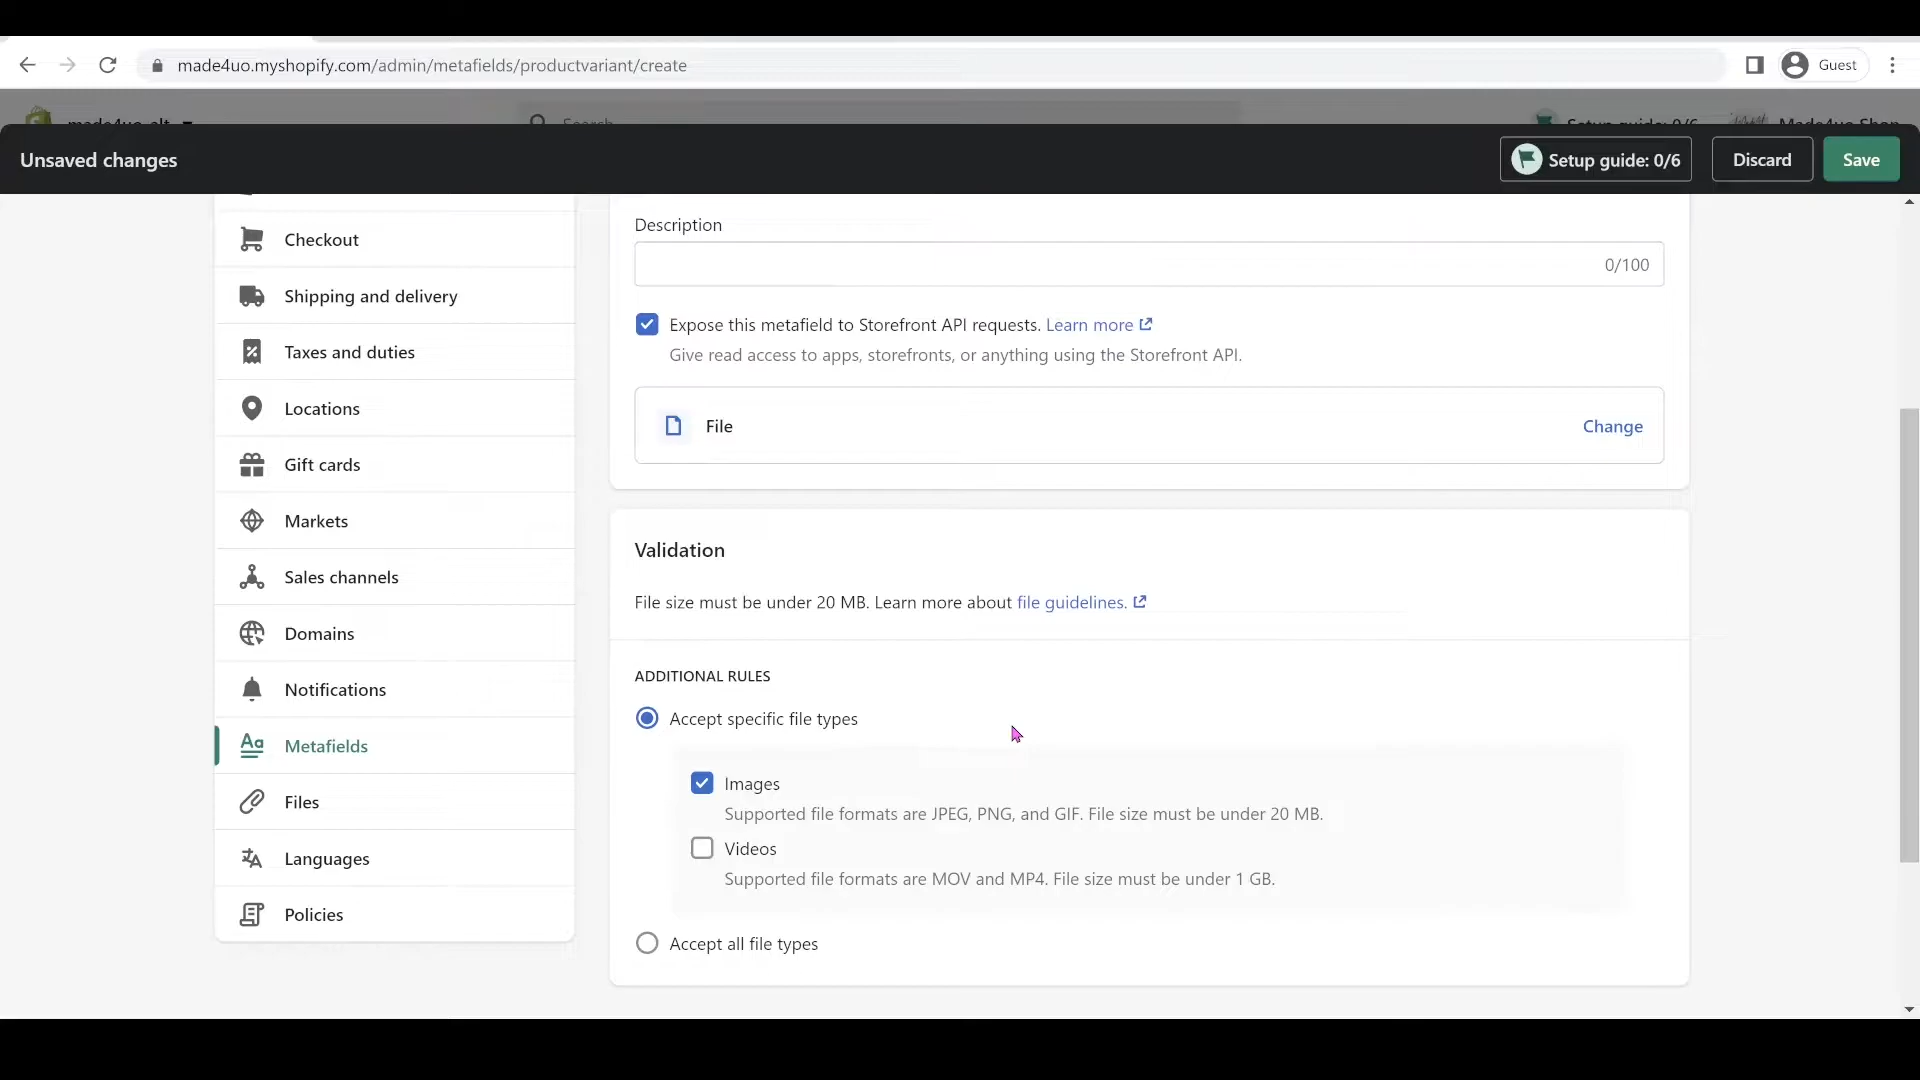 made4uo.myshopify.com/admin/metafields/productvariant/create
Guest
made4uo-alt
Search
Setup guide: 0/6
Made4uo Shop
Unsaved changes
Setup guide: 0/6
Discard
Save
Checkout
Shipping and delivery
Taxes and duties
Locations
Gift cards
Markets
Sales channels
Domains
Notifications
Metafields
Files
Languages
Policies
Description
0/100
Expose this metafield to Storefront API requests. Learn more
Give read access to apps, storefronts, or anything using the Storefront API.
File
Change
Validation
File size must be under 20 MB. Learn more about file guidelines.
ADDITIONAL RULES
Accept specific file types
Images
Supported file formats are JPEG, PNG, and GIF. File size must be under 20 MB.
Videos
Supported file formats are MOV and MP4. File size must be under 1 GB.
Accept all file types